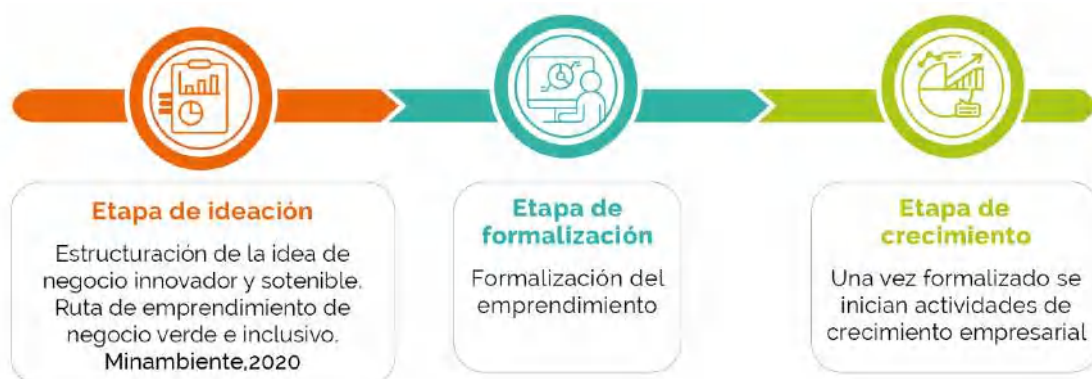 Etapa de ideación
Estructuración de la idea de
negocio innovador y sotenible.
Ruta de emprendimiento de
negocio verde e inclusivo.
Minambiente,2020
Etapa de
formalización
Formalización del
emprendimiento
Etapa de
crecimiento
Una vez formalizado se
inician actividades de
crecimiento empresarial